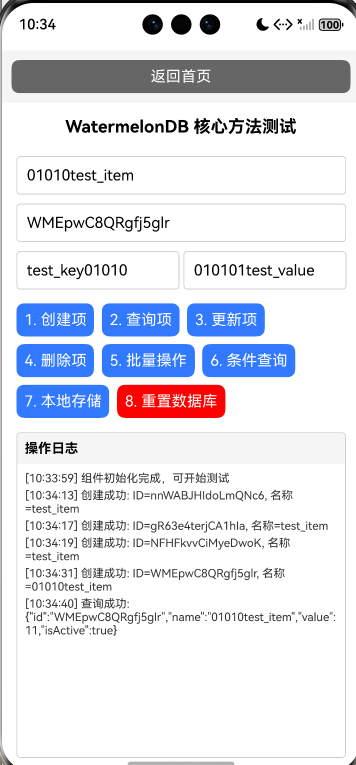 10:34
100
返回首页
WatermelonDB 核心方法测试
01010test_item
WMEpwC8QRgfj5glr
test_key01010
010101test_value
1. 创建项
2. 查询项
3. 更新项
4. 删除项
5. 批量操作
6. 条件查询
7. 本地存储
8. 重置数据库
操作日志
[10:33:59] 组件初始化完成，可开始测试
[10:34:13] 创建成功: ID=nnWABJHldoLmQNc6, 名称
=test_item
[10:34:17] 创建成功: ID=gR63e4terjCA1hIa, 名称=test_item
[10:34:19] 创建成功: ID=NFHFkvvCiMyeDwoK, 名称
=test_item
[10:34:31] 创建成功: ID=WMEpwC8QRgfj5glr, 名称
=01010test_item
[10:34:40] 查询成功:
{"id":"WMEpwC8QRgfj5glr","name":"01010test_item","value":
11,"isActive":true}